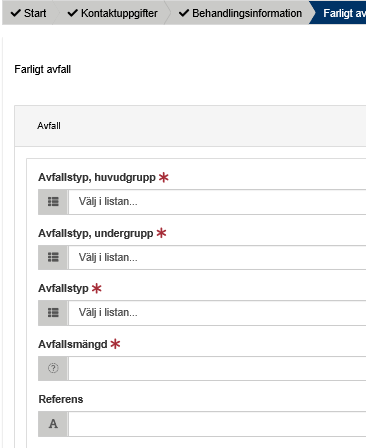 Start Kontaktuppgifter Behandlingsinformation Farligt av
Farligt avfall
Avfall
Avfallstyp, huvudgrupp *
Välj i listan...
Avfallstyp, undergrupp *
Välj i listan...
Avfallstyp *
Välj i listan...
Avfallsmängd *
?
Referens
A